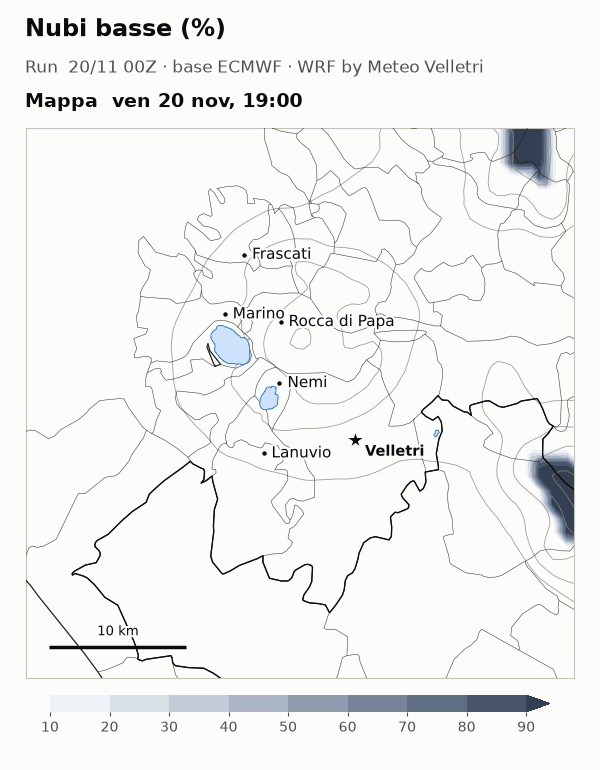 Nubi basse (%)
Run  20/11 00Z · base ECMWF · WRF by Meteo Velletri
Mappa  ven 20 nov, 19:00
Frascati
Marino
Rocca di Papa
Nemi
Velletri
Lanuvio
10 km
10 20 30 40 50 60 70 80 90